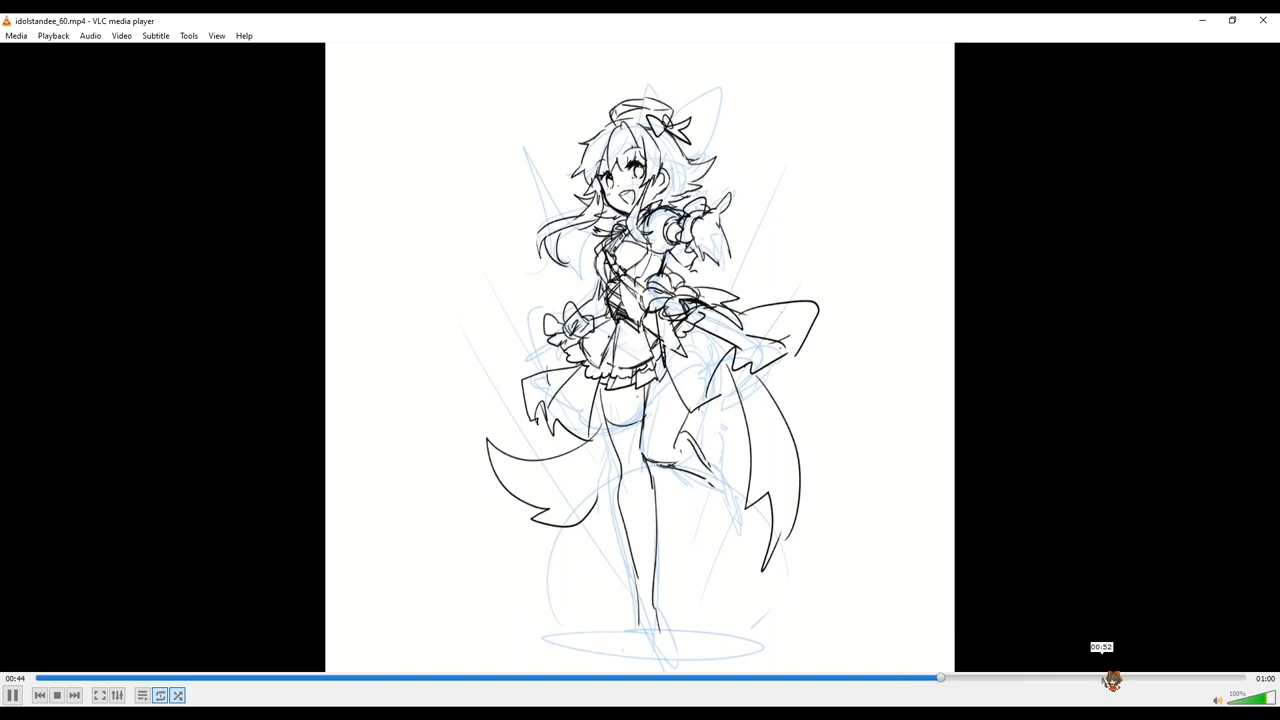 idolstandee_60.mp4 - VLC media player
Media Playback Audio Video Subtitle Tools View Help
00:52
00:44
01:00
100%